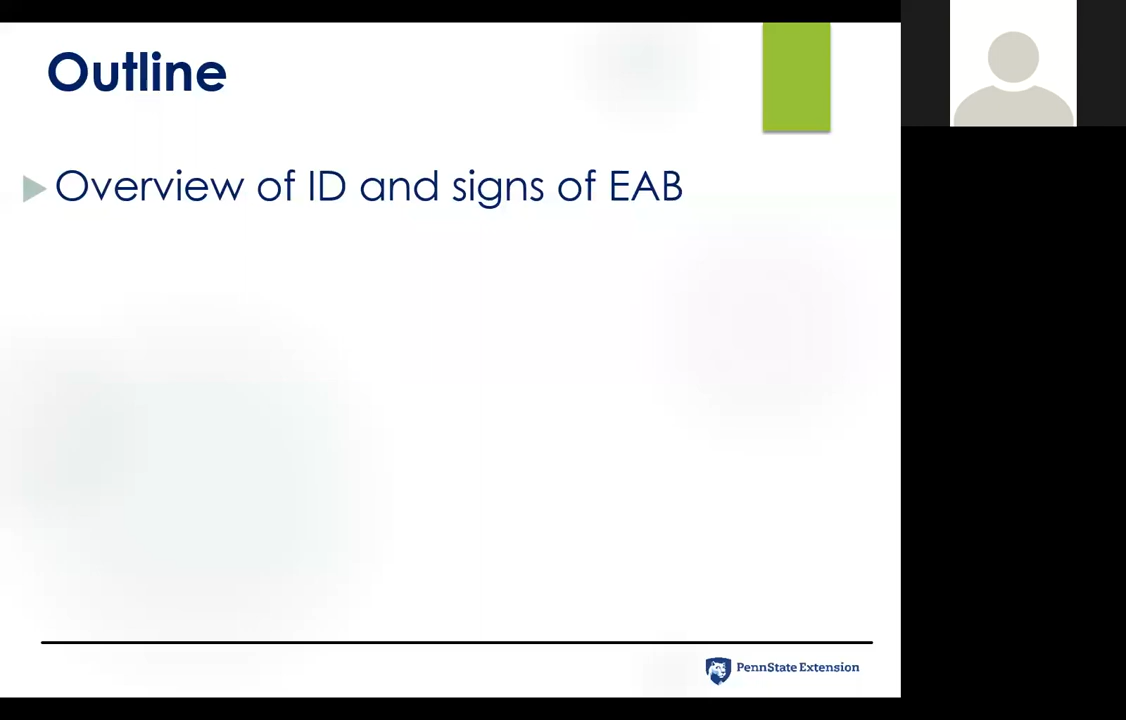 Outline
Overview of ID and signs of EAB
PennState Extension